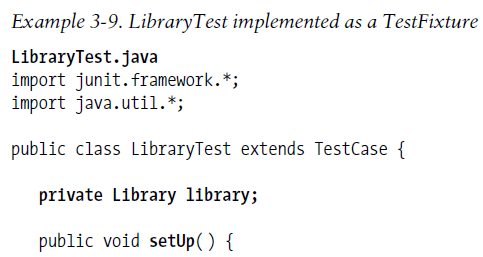 Example 3-9. LibraryTest implemented as a TestFixture
LibraryTest.java
import junit.framework.*;
import java.util.*;
public class LibraryTest extends TestCase {
private Library library;
public void setUp() {